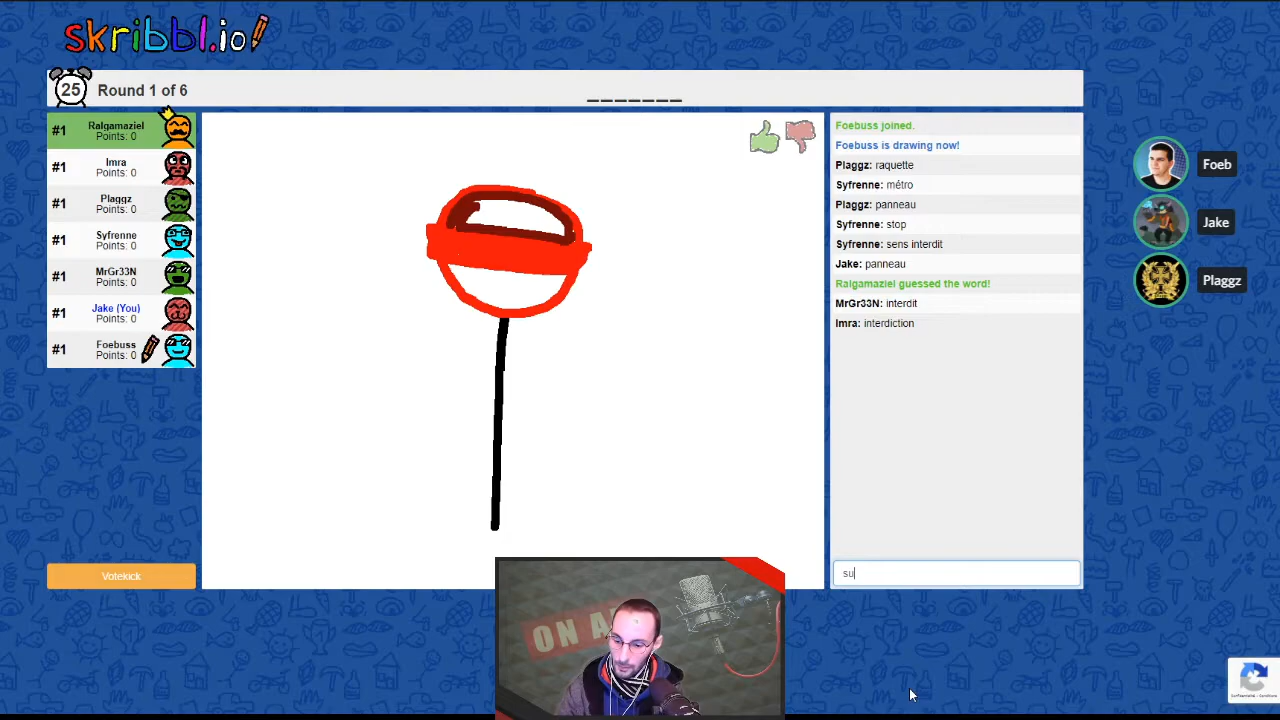 skribbl.io!
25 Round 1 of 6 _______
#1 Ralgamaziel
Points: 0
#1 Imra
Points: 0
#1 Plaggz
Points: 0
#1 Syfrenne
Points: 0
#1 MrGr33N
Points: 0
#1 Jake (You)
Points: 0
#1 Foebuss
Points: 0
Votekick
Foebuss joined.
Foebuss is drawing now!
Plaggz: raquette
Syfrenne: métro
Plaggz: panneau
Syfrenne: stop
Syfrenne: sens interdit
Jake: panneau
Ralgamaziel guessed the word!
MrGr33N: interdit
Imra: interdiction
su
Foeb
Jake
Plaggz
ON A